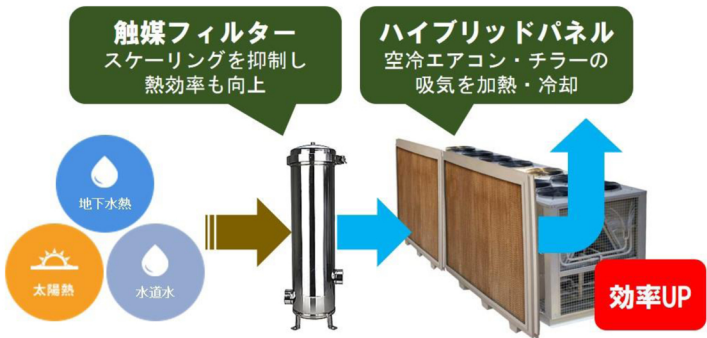 触媒フィルター
スケーリングを抑制し
熱効率も向上
ハイブリッドパネル
空冷エアコン・チラーの
吸気を加熱・冷却
地下水熱
太陽熱
水道水
効率UP